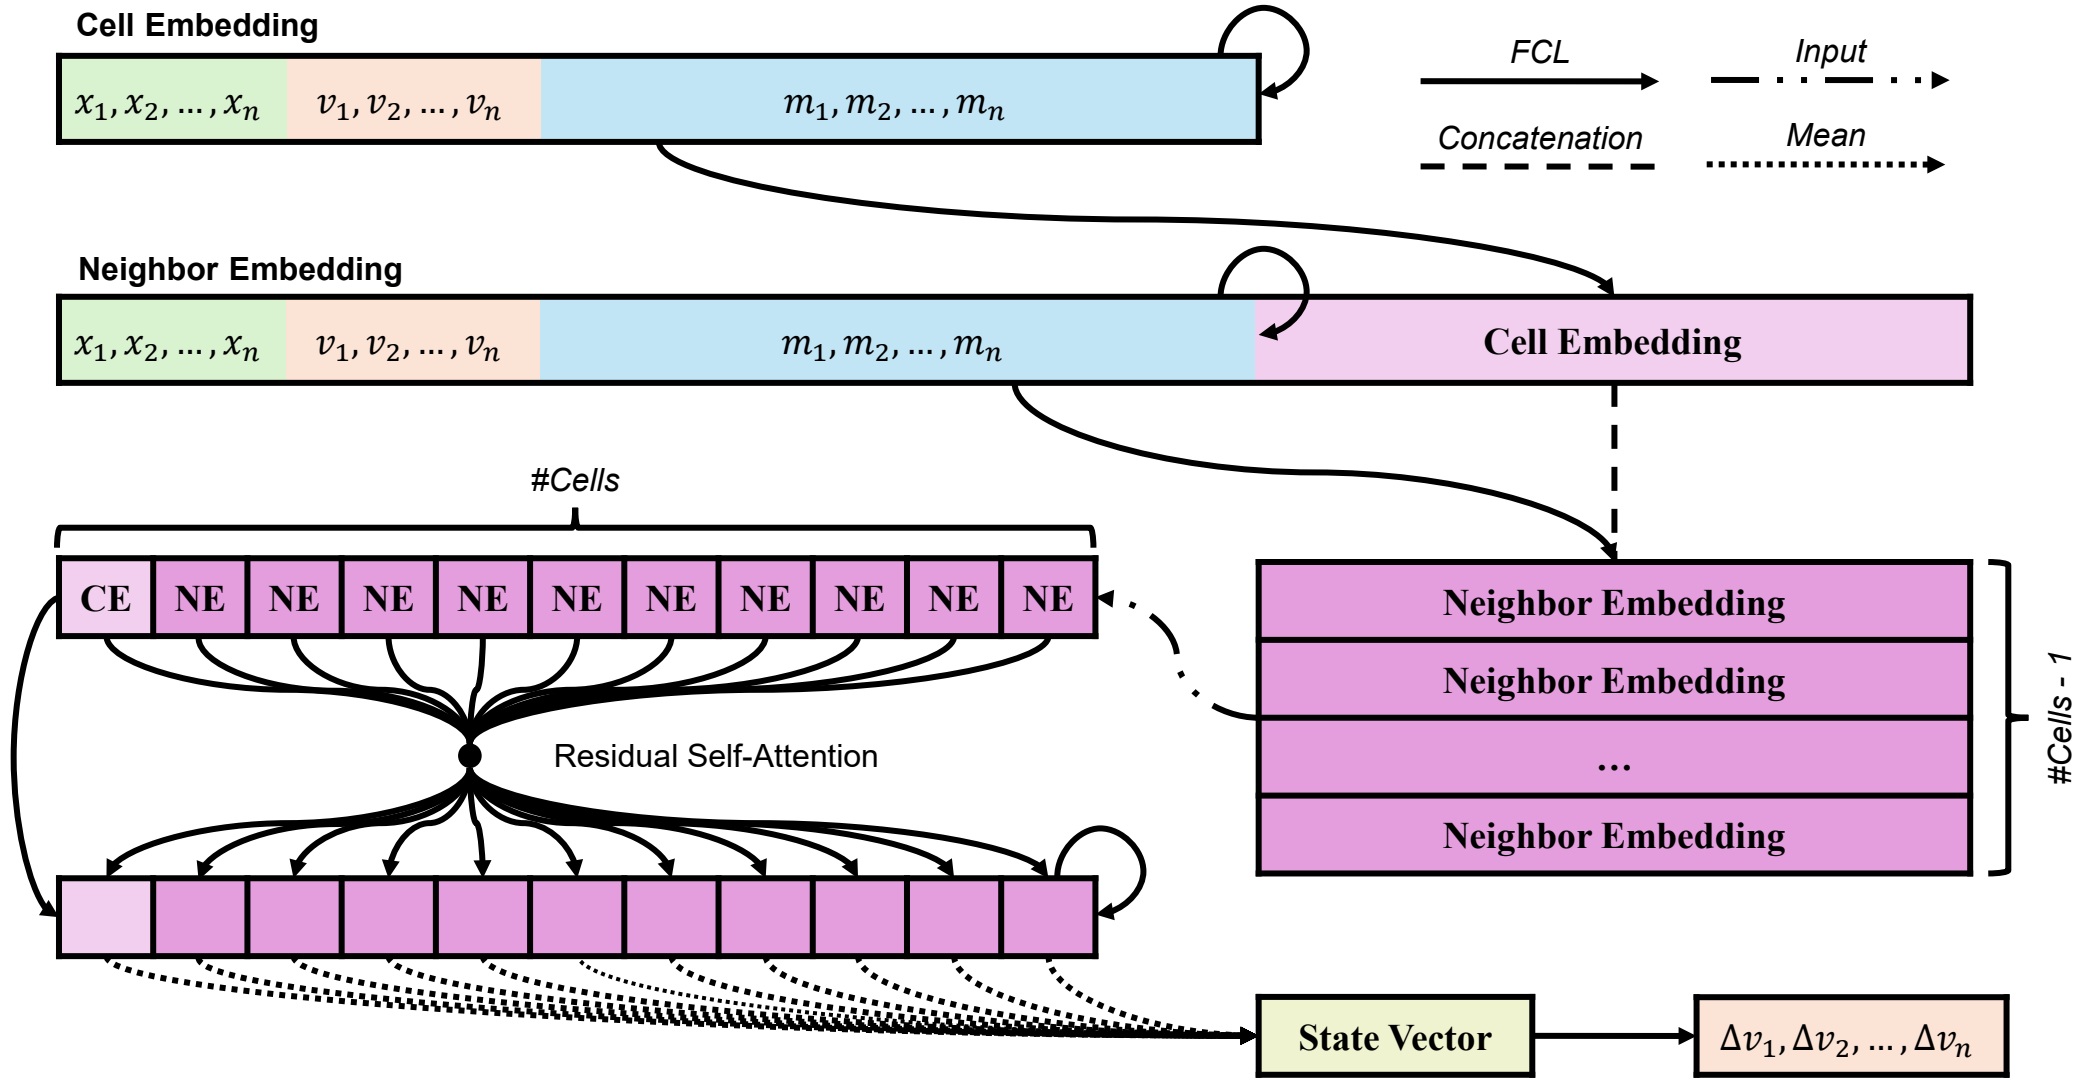 Cell Embedding
x₁, x₂, ..., xₙ v₁, v₂, ..., vₙ m₁, m₂, ..., mₙ
FCL Input
Concatenation Mean
Neighbor Embedding
x₁, x₂, ..., xₙ v₁, v₂, ..., vₙ m₁, m₂, ..., mₙ Cell Embedding
#Cells
CE NE NE NE NE NE NE NE NE NE NE
Residual Self-Attention
Neighbor Embedding
Neighbor Embedding
...
Neighbor Embedding
#Cells - 1
State Vector
Δv₁, Δv₂, ..., Δvₙ